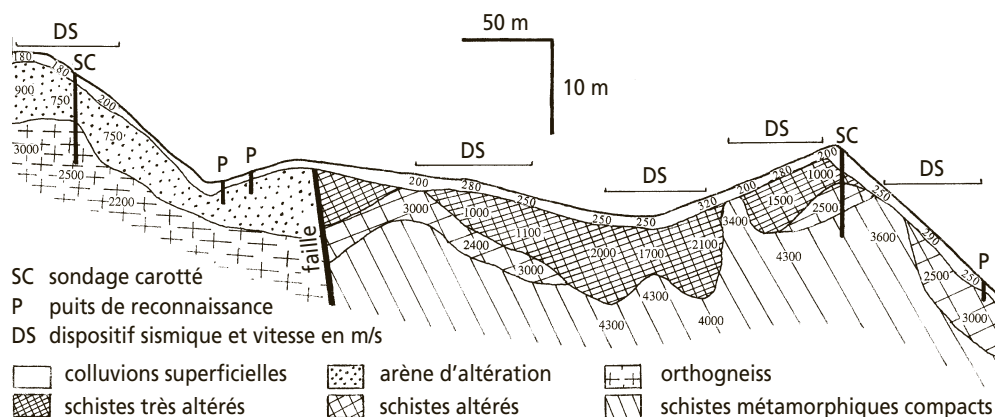 DS
50 m
180
180
SC
10 m
900
750
200
750
3000
2500
2200
P
P
DS
200
280
250
250
250
320
DS
DS
200
280
200
SC
1000
250
DS
200
250
P
faille
3000
1000
1100
2400
3000
2000
1700
2100
4300
4300
4000
3400
1500
2500
4300
3600
2500
3000
SC sondage carotté
P puits de reconnaissance
DS dispositif sismique et vitesse en m/s
colluvions superficielles
arène d'altération
orthogneiss
schistes très altérés
schistes altérés
schistes métamorphiques compacts